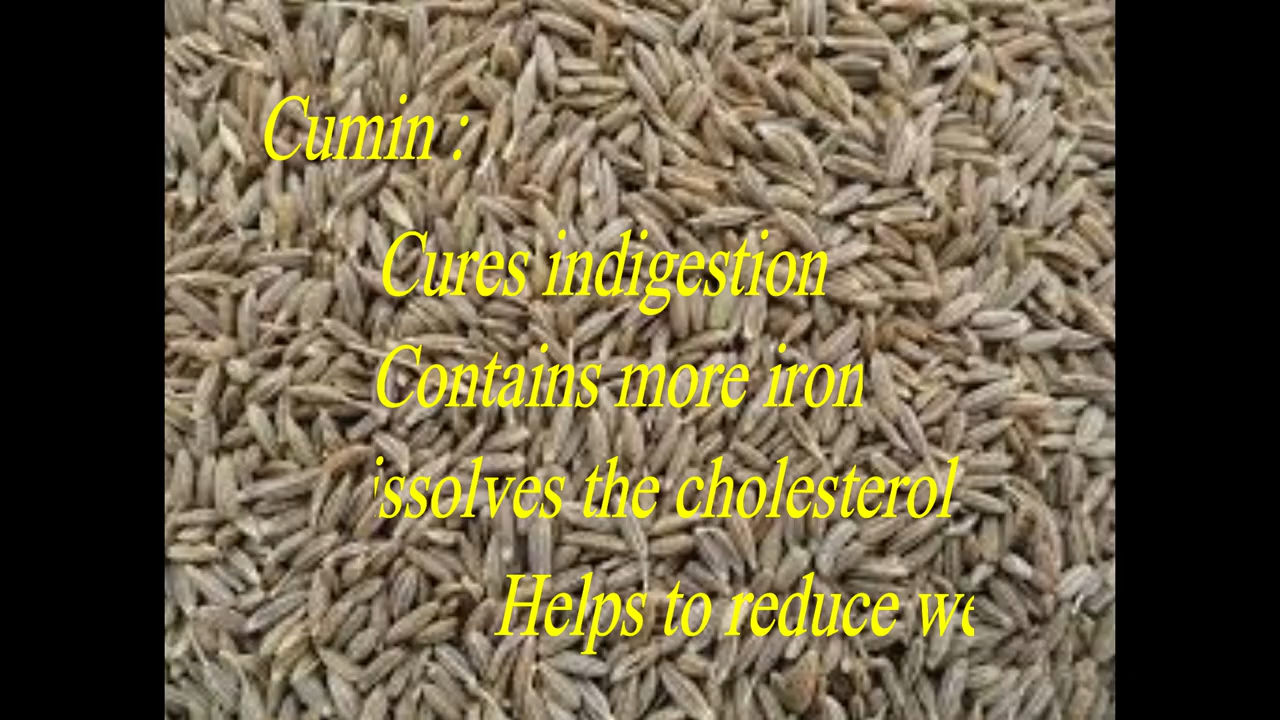 Cumin :
Cures indigestion
Contains more iron
issolves the cholesterol
Helps to reduce we